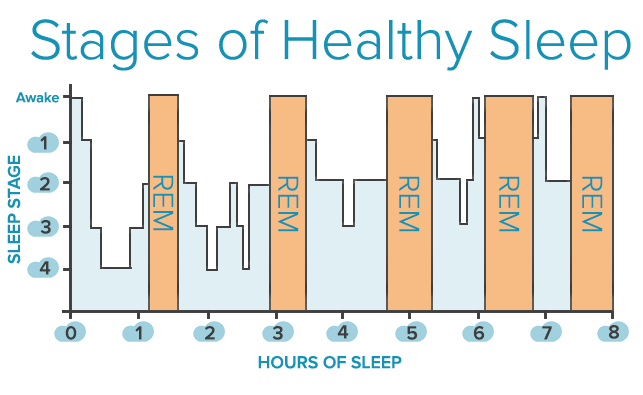 Stages of Healthy Sleep
Awake
1
2
3
4
SLEEP STAGE
REM
REM
REM
REM
REM
0 1 2 3 4 5 6 7 8
HOURS OF SLEEP